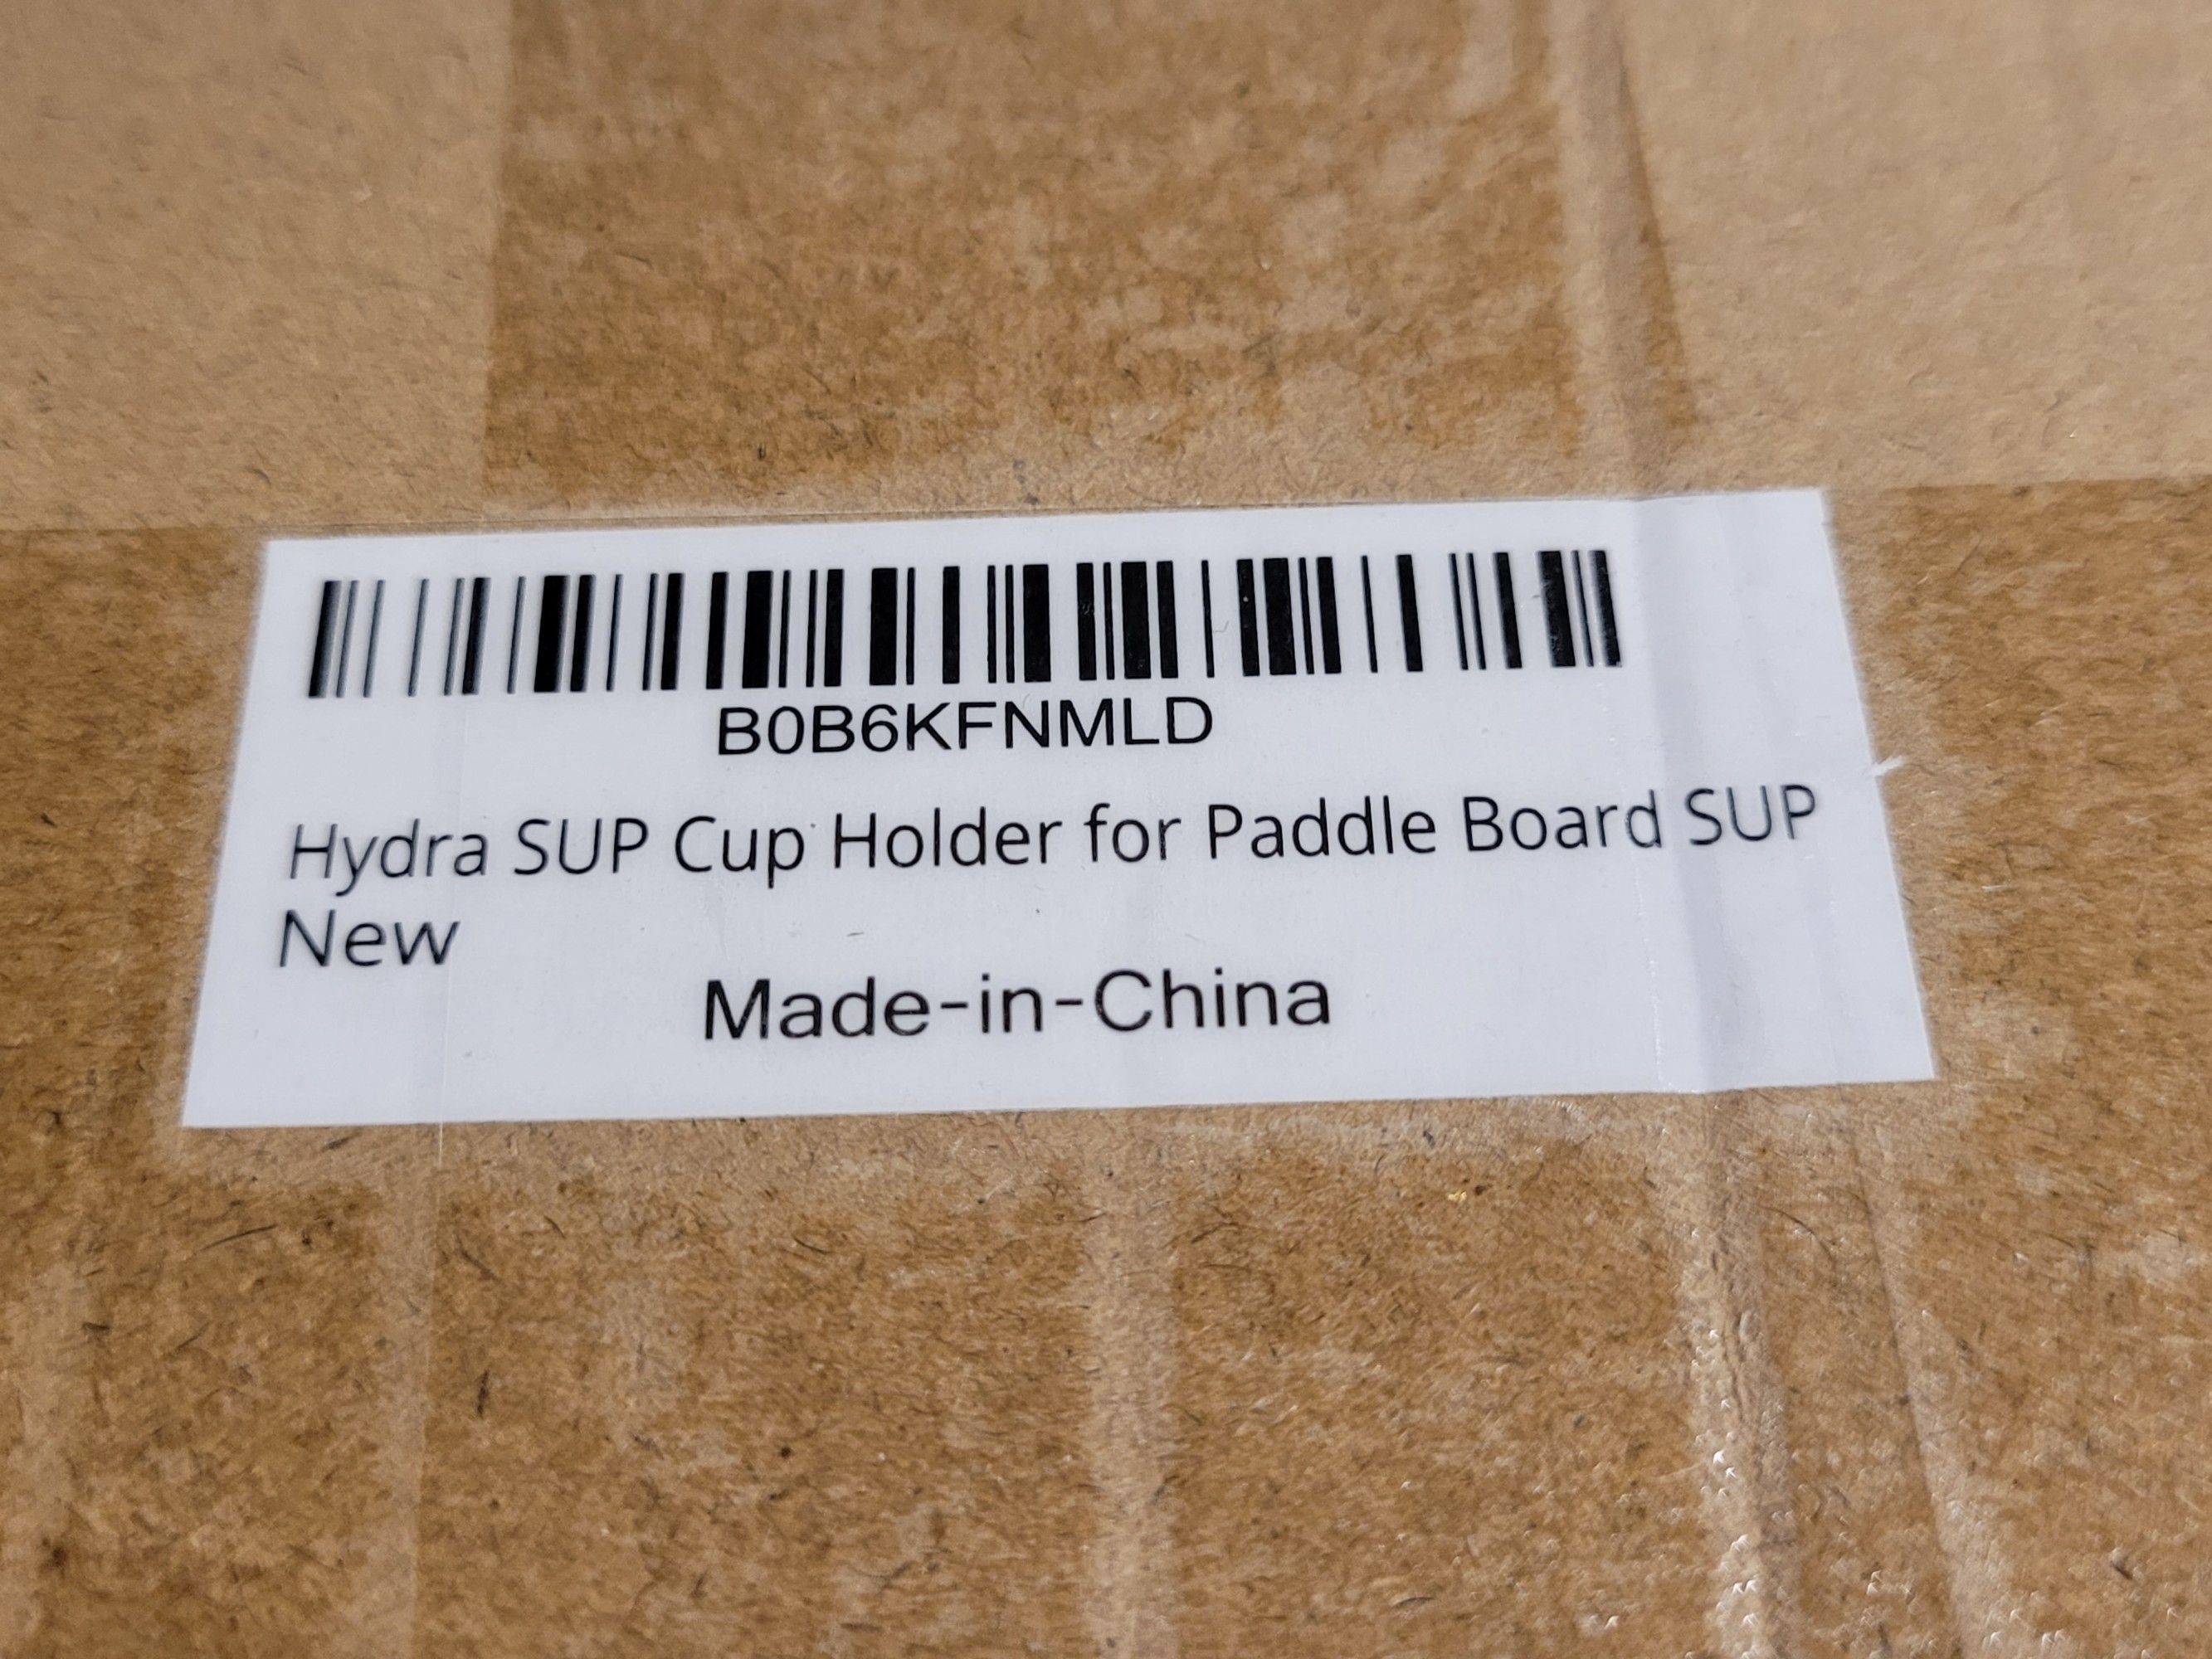 B0B6KFNMLD
Hydra SUP Cup Holder for Paddle Board SUP
New
Made-in-China